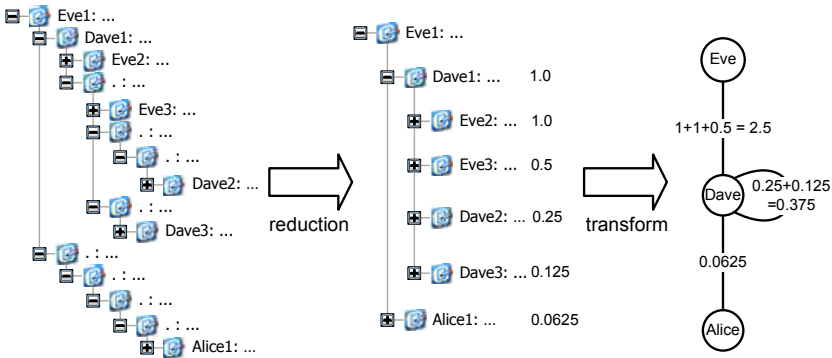 Eve1: ...
Dave1: ...
Eve2: ...
. : ...
Eve3: ...
. : ...
. : ...
Dave2: ...
. : ...
Dave3: ...
. : ...
. : ...
. : ...
. : ...
Alice1: ...
reduction
Eve1: ...
Dave1: ... 1.0
Eve2: ... 1.0
Eve3: ... 0.5
Dave2: ... 0.25
Dave3: ... 0.125
Alice1: ... 0.0625
transform
Eve
1+1+0.5 = 2.5
Dave
0.25+0.125
=0.375
0.0625
Alice